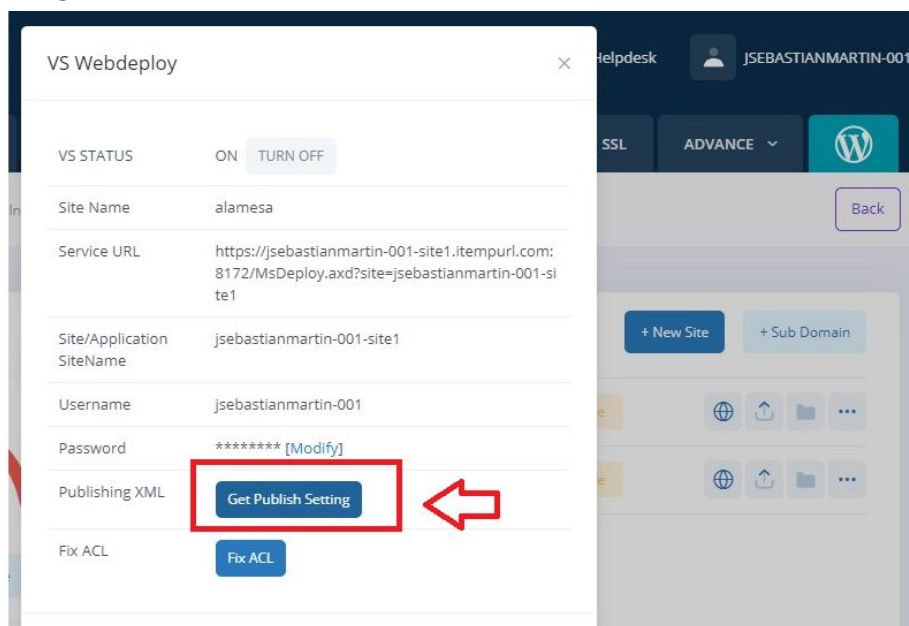 VS Webdeploy
×
Helpdesk
JSEBASTIANMARTIN-001
VS STATUS
ON TURN OFF
SSL
ADVANCE
Site Name
alamesa
Back
Service URL
https://jsebastianmartin-001-site1.itempurl.com:
8172/MsDeploy.axd?site=jsebastianmartin-001-si
te1
Site/Application
SiteName
jsebastianmartin-001-site1
+ New Site
+ Sub Domain
Username
jsebastianmartin-001
Password
******** [Modify]
Publishing XML
Get Publish Setting
Fix ACL
Fix ACL